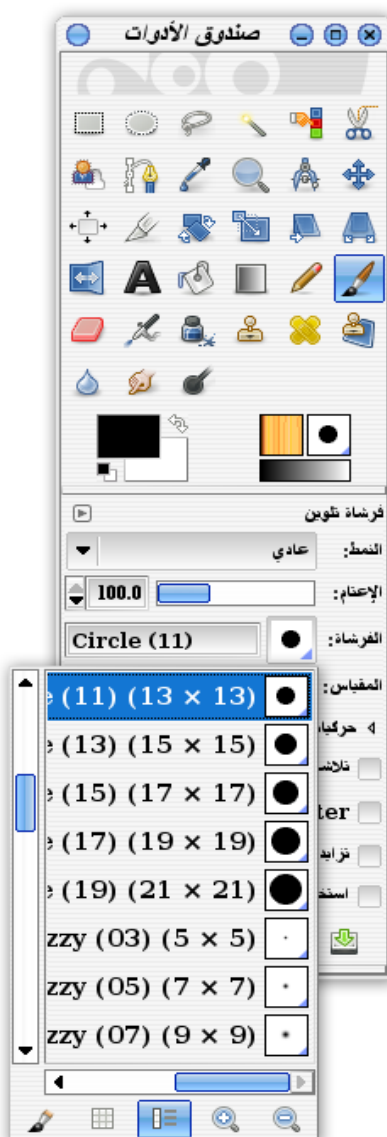 صندوق الأدوات
فرشاة تلوين
النمط: عادي
الإعتام: 100.0
الفرشاة: Circle (11)
المقياس:
(11) (13 × 13)
(13) (15 × 15)
(15) (17 × 17)
(17) (19 × 19)
(19) (21 × 21)
zzy (03) (5 × 5)
zzy (05) (7 × 7)
zzy (07) (9 × 9)
تزايد